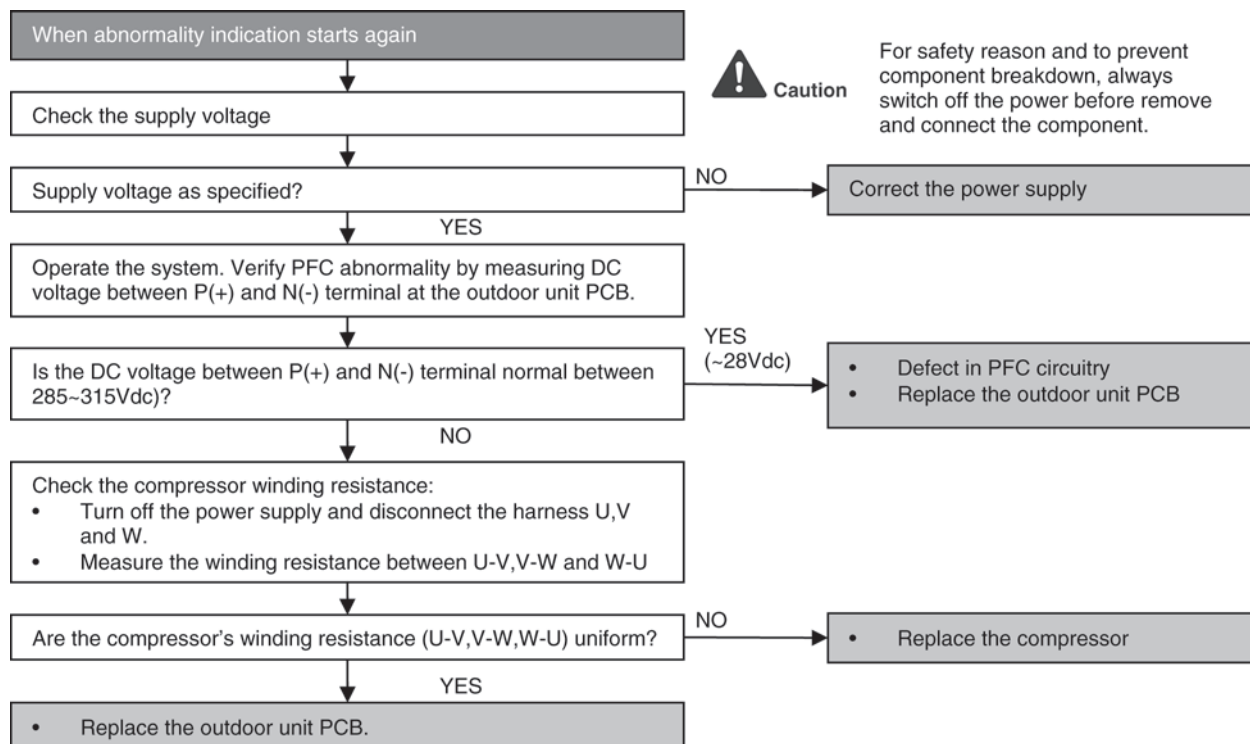 When abnormality indication starts again
Caution
For safety reason and to prevent
component breakdown, always
switch off the power before remove
and connect the component.
Check the supply voltage
Supply voltage as specified?
NO
Correct the power supply
YES
Operate the system. Verify PFC abnormality by measuring DC
voltage between P(+) and N(-) terminal at the outdoor unit PCB.
Is the DC voltage between P(+) and N(-) terminal normal between
285~315Vdc)?
YES
(~28Vdc)
• Defect in PFC circuitry
• Replace the outdoor unit PCB
NO
Check the compressor winding resistance:
• Turn off the power supply and disconnect the harness U,V
and W.
• Measure the winding resistance between U-V,V-W and W-U
Are the compressor's winding resistance (U-V,V-W,W-U) uniform?
NO
• Replace the compressor
YES
• Replace the outdoor unit PCB.